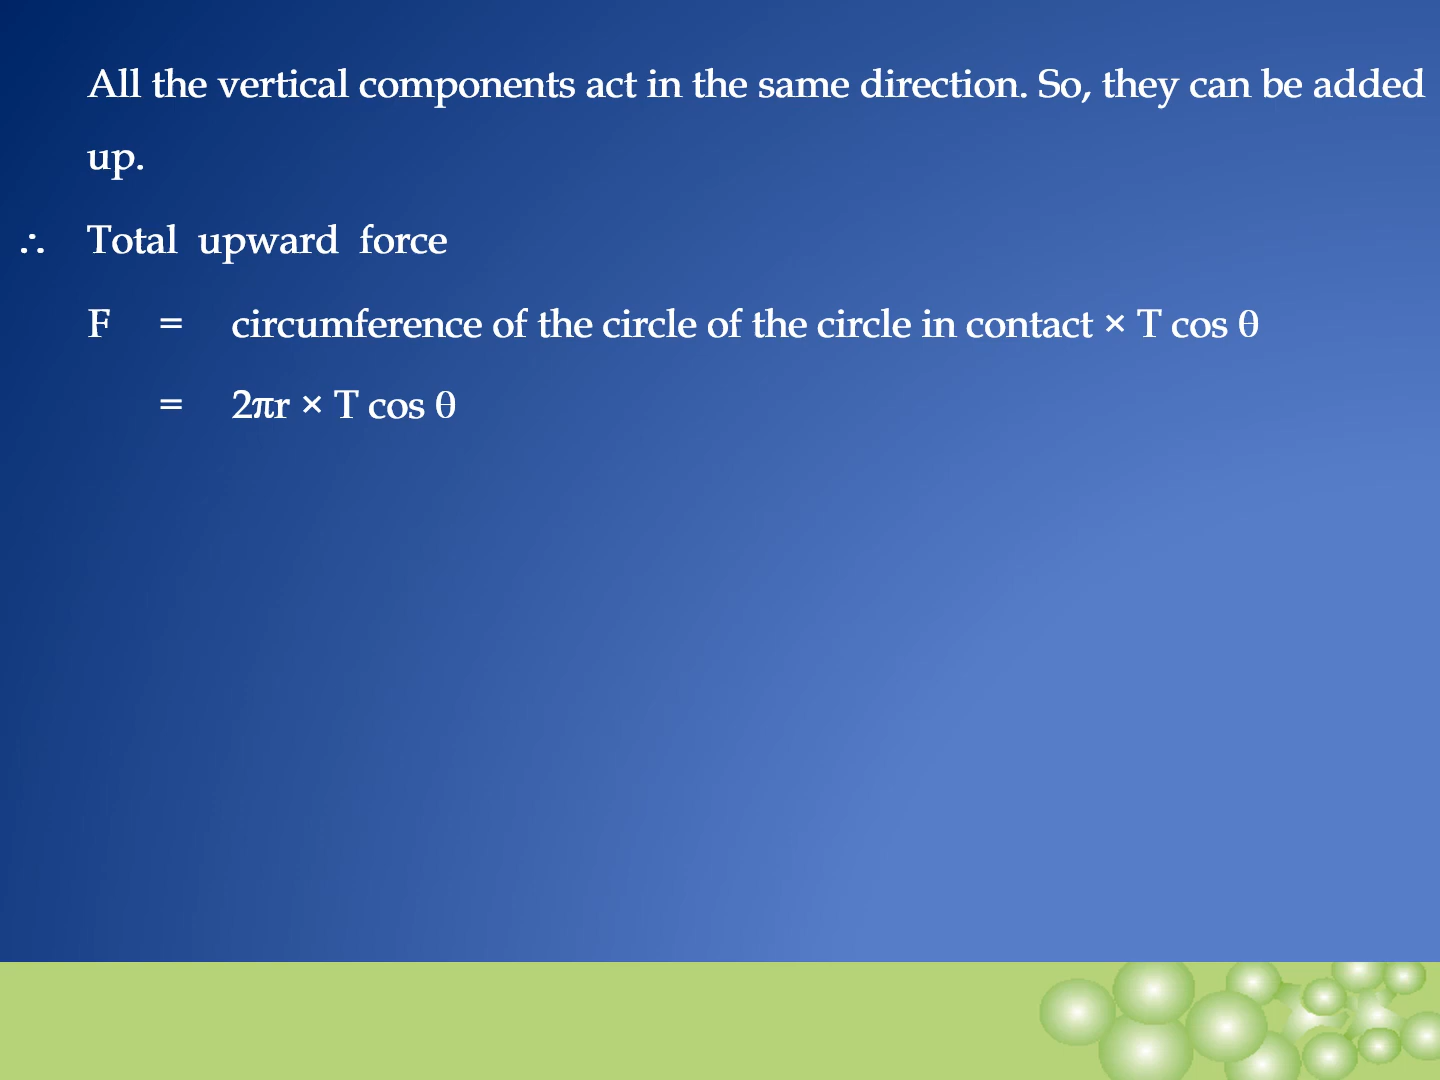 All the vertical components act in the same direction. So, they can be added
up.
∴ Total upward force
F = circumference of the circle of the circle in contact × T cos θ
= 2πr × T cos θ